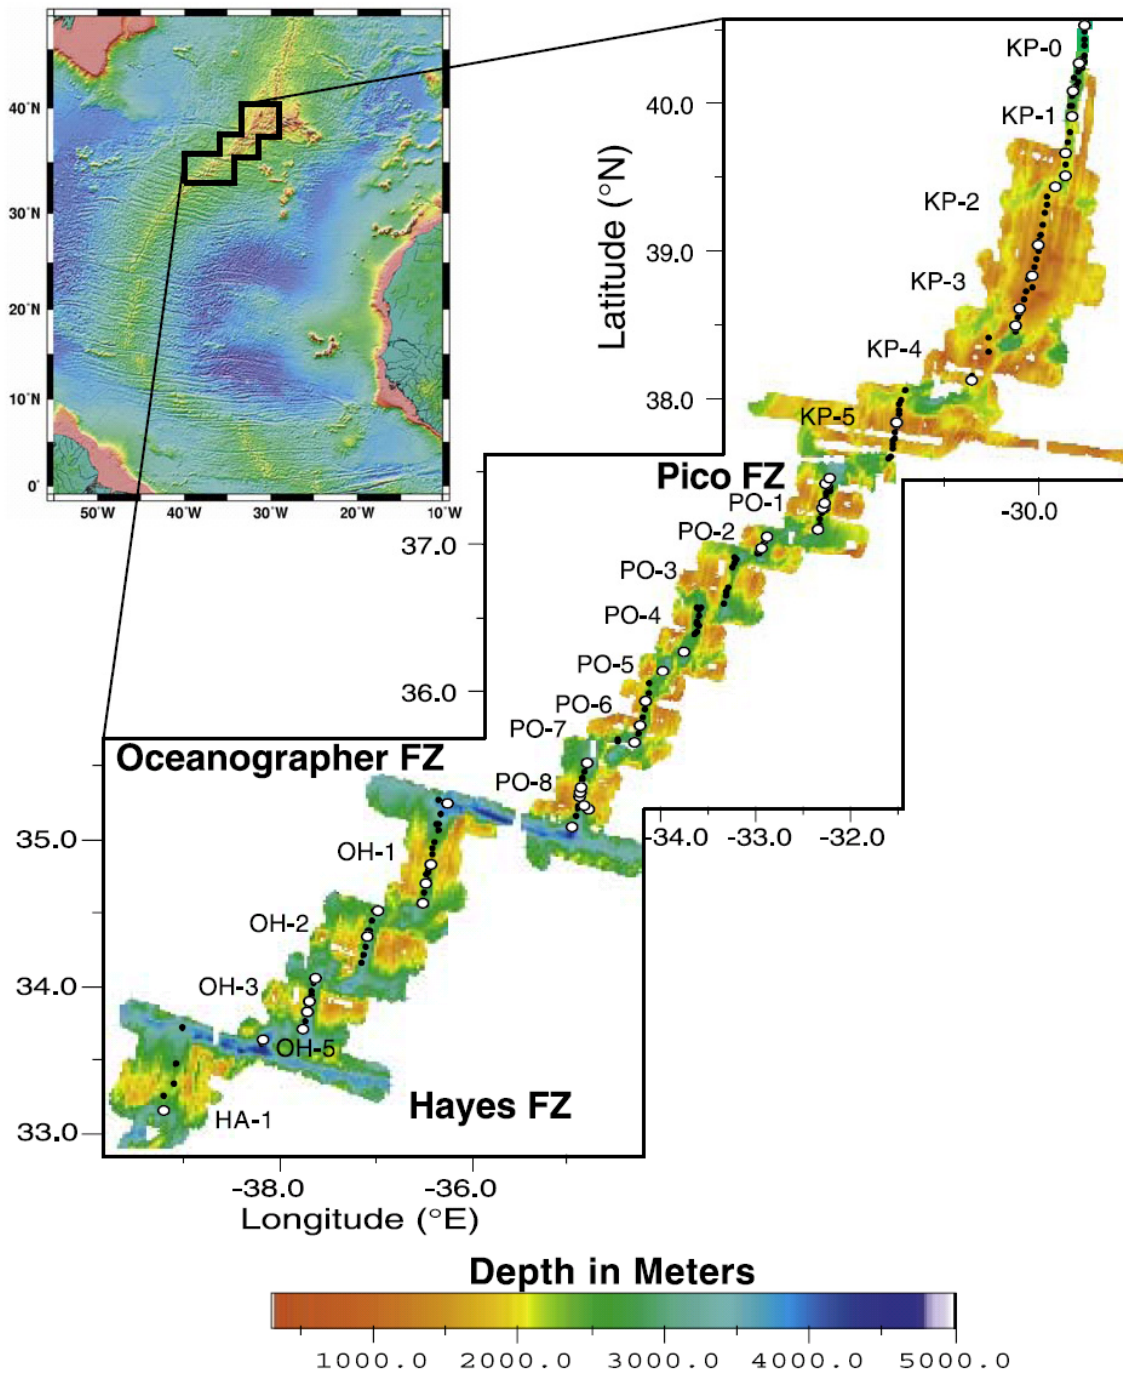 40°N
30°N
20°N
10°N
0°
50°W
40°W
30°W
20°W
10°W
Latitude (°N)
40.0
39.0
38.0
37.0
36.0
35.0
34.0
33.0
KP-0
KP-1
KP-2
KP-3
KP-4
KP-5
Pico FZ
-30.0
PO-1
PO-2
PO-3
PO-4
PO-5
PO-6
PO-7
PO-8
Oceanographer FZ
-34.0
-33.0
-32.0
OH-1
OH-2
OH-3
OH-5
Hayes FZ
HA-1
-38.0
-36.0
Longitude (°E)
Depth in Meters
1000.0
2000.0
3000.0
4000.0
5000.0